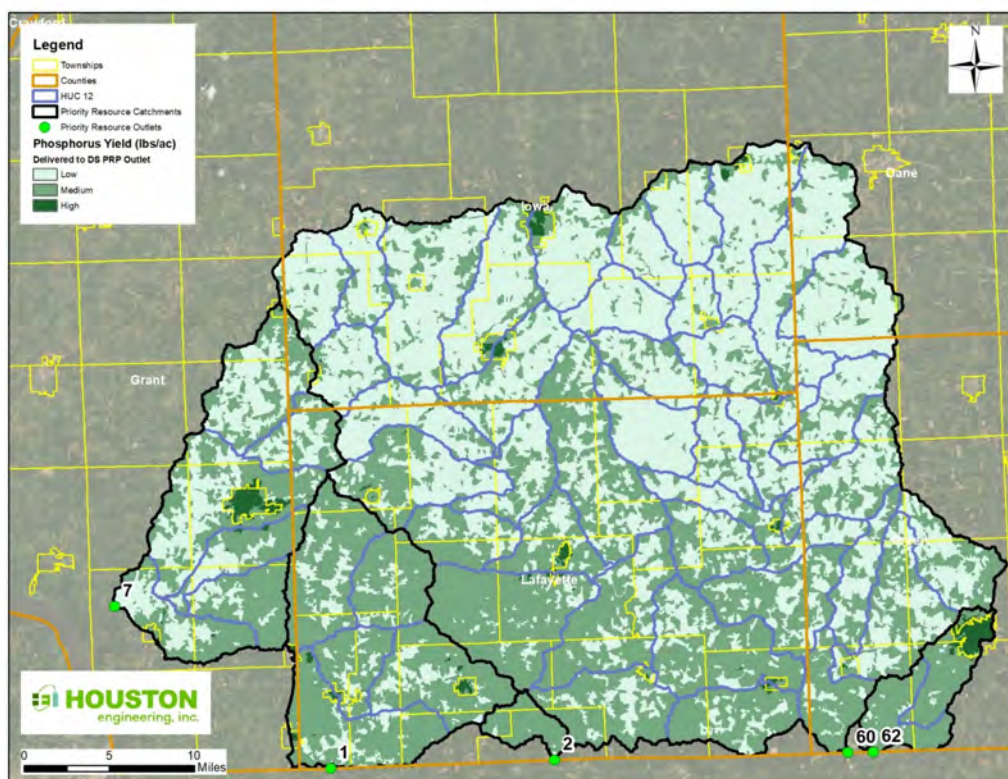 Crawford
Legend
Townships
Counties
HUC 12
Priority Resource Catchments
Priority Resource Outlets
Phosphorus Yield (lbs/ac)
Delivered to DS PRP Outlet
Low
Medium
High
N
Dane
Iowa
Grant
Lafayette
7
1
2
60 62
HOUSTON
engineering, inc.
0 5 10
Miles